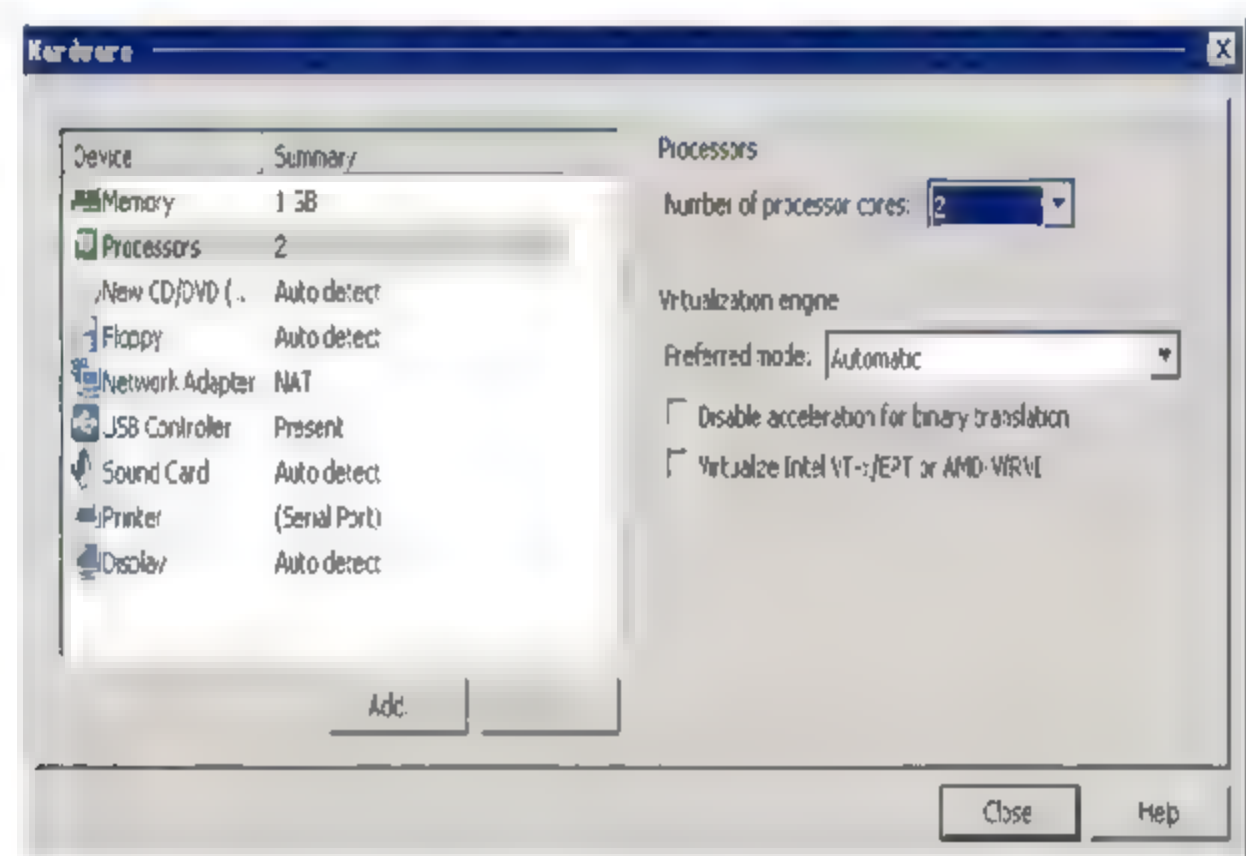 Hardware
Device Summary
Memory 1 GB
Processors 2
New CD/DVD (... Auto detect
Floppy Auto detect
Network Adapter NAT
USB Controller Present
Sound Card Auto detect
Printer (Serial Port)
Display Auto detect
Add
Processors
Number of processor cores: 2
Virtualization engine
Preferred mode: Automatic
Disable acceleration for binary translation
Virtualize Intel VT-x/EPT or AMD-V/RVI
Close Help